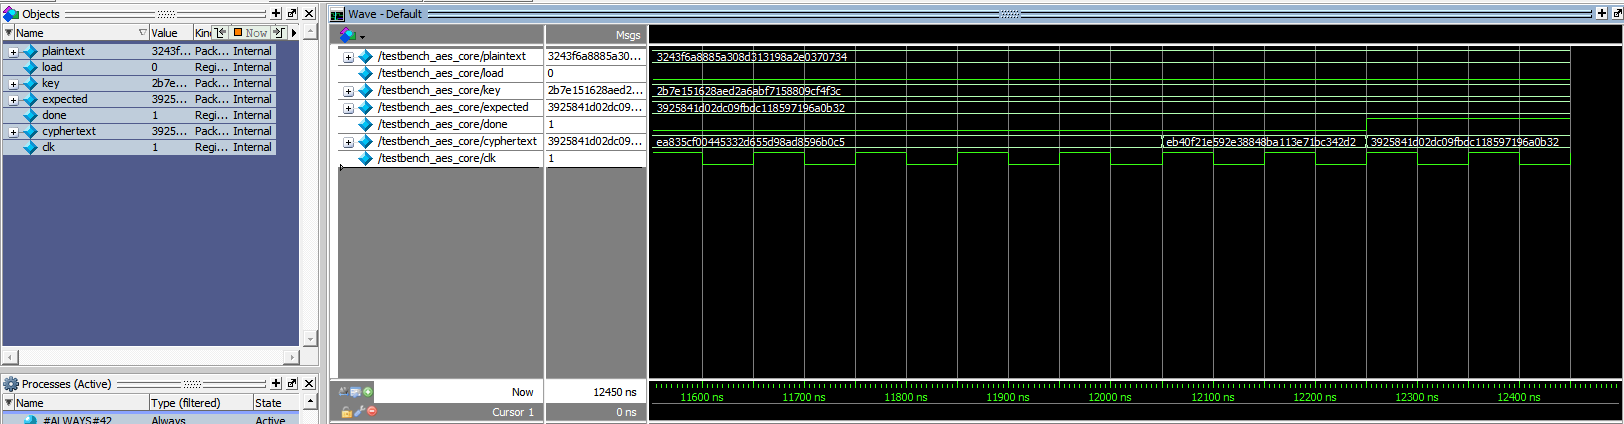 Objects
Name Value Kin Now
plaintext 3243f... Pack... Internal
load 0 Regi... Internal
key 2b7e... Pack... Internal
expected 3925... Pack... Internal
done 1 Regi... Internal
cyphertext 3925... Pack... Internal
clk 1 Regi... Internal
Processes (Active)
Name Type (filtered) State
#ALWAYS#42 Always Active
Wave - Default
Msgs
/testbench_aes_core/plaintext 3243f6a8885a30... 3243f6a8885a308d313198a2e0370734
/testbench_aes_core/load 0
/testbench_aes_core/key 2b7e151628aed2... 2b7e151628aed2a6abf7158809cf4f3c
/testbench_aes_core/expected 3925841d02dc09... 3925841d02dc09fbdc118597196a0b32
/testbench_aes_core/done 1
/testbench_aes_core/cyphertext 3925841d02dc09... ea835cf00445332d655d98ad8596b0c5 eb40f21e592e38848ba113e71bc342d2 3925841d02dc09fbdc118597196a0b32
/testbench_aes_core/clk 1
Now 12450 ns
11600 ns 11700 ns 11800 ns 11900 ns 12000 ns 12100 ns 12200 ns 12300 ns 12400 ns
Cursor 1 0 ns